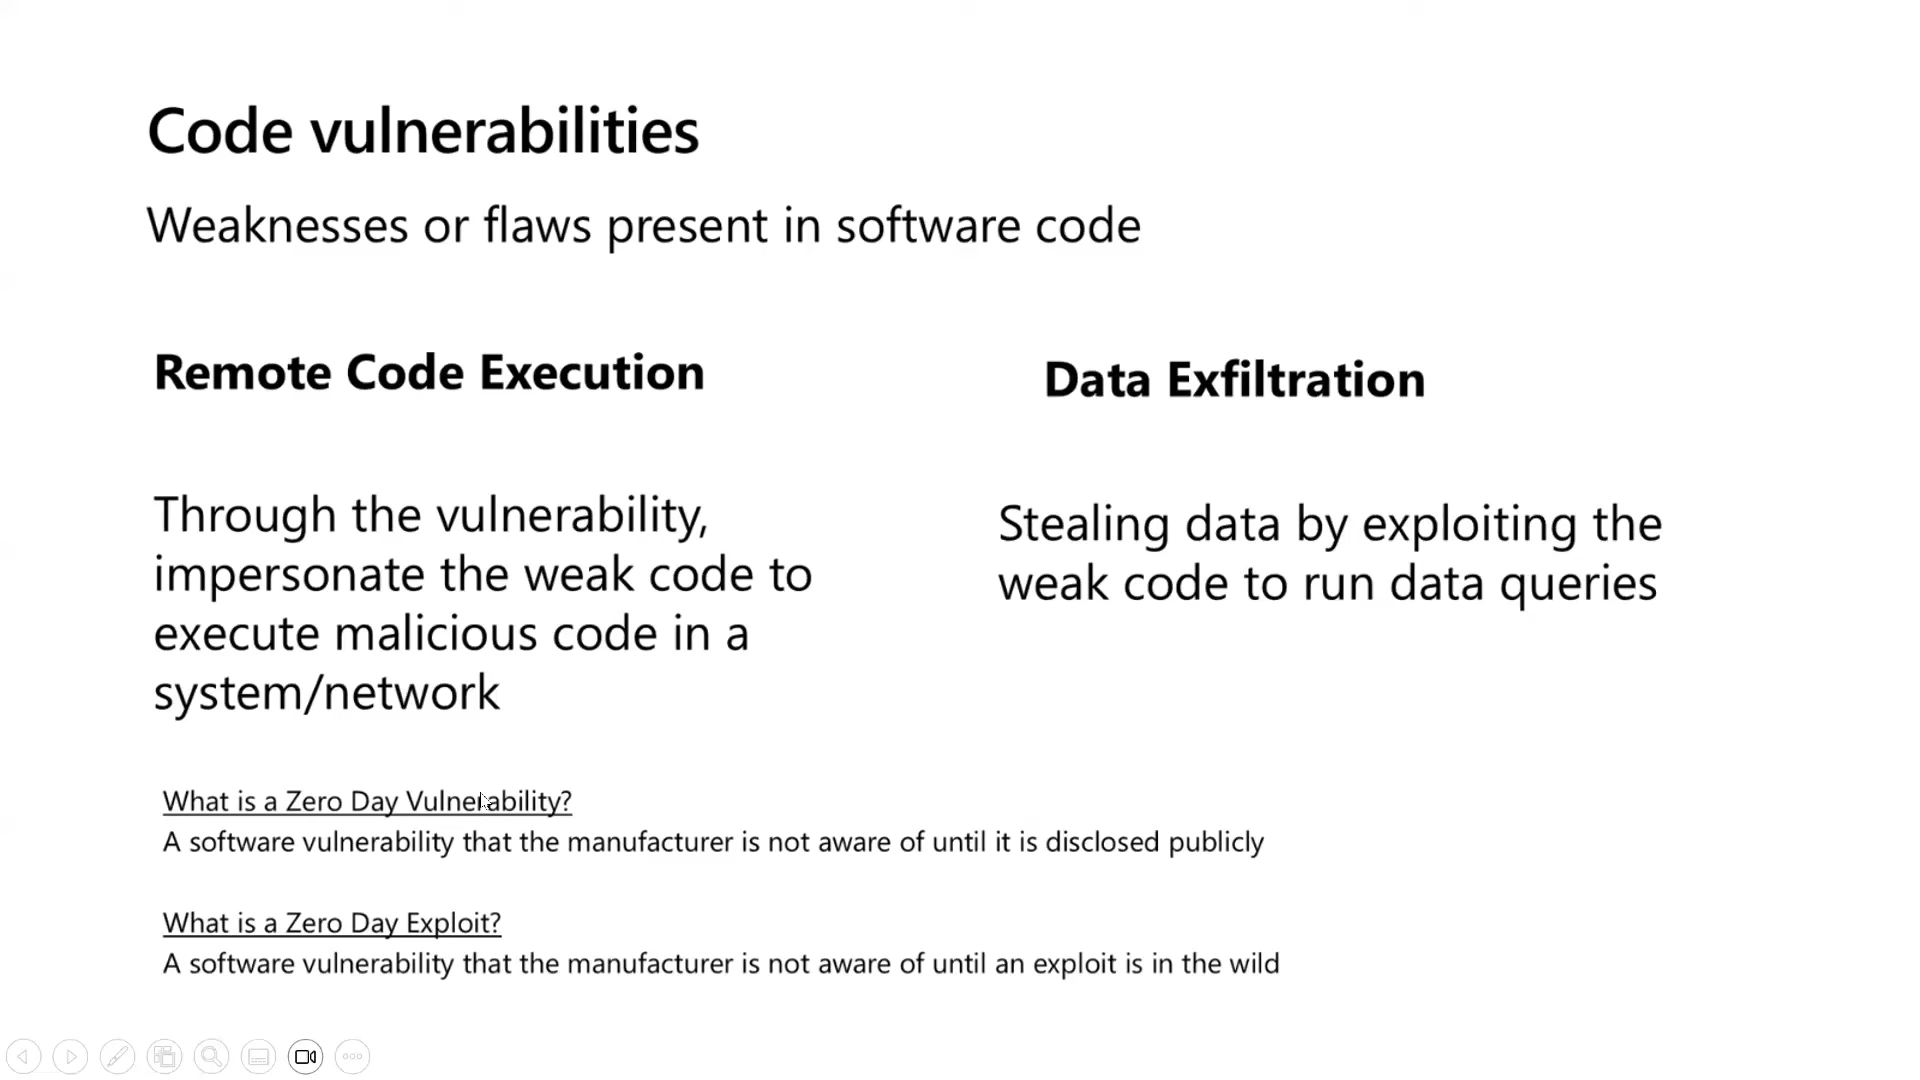 Code vulnerabilities
Weaknesses or flaws present in software code
Remote Code Execution
Through the vulnerability,
impersonate the weak code to
execute malicious code in a
system/network
Data Exfiltration
Stealing data by exploiting the
weak code to run data queries
What is a Zero Day Vulnerability?
A software vulnerability that the manufacturer is not aware of until it is disclosed publicly
What is a Zero Day Exploit?
A software vulnerability that the manufacturer is not aware of until an exploit is in the wild